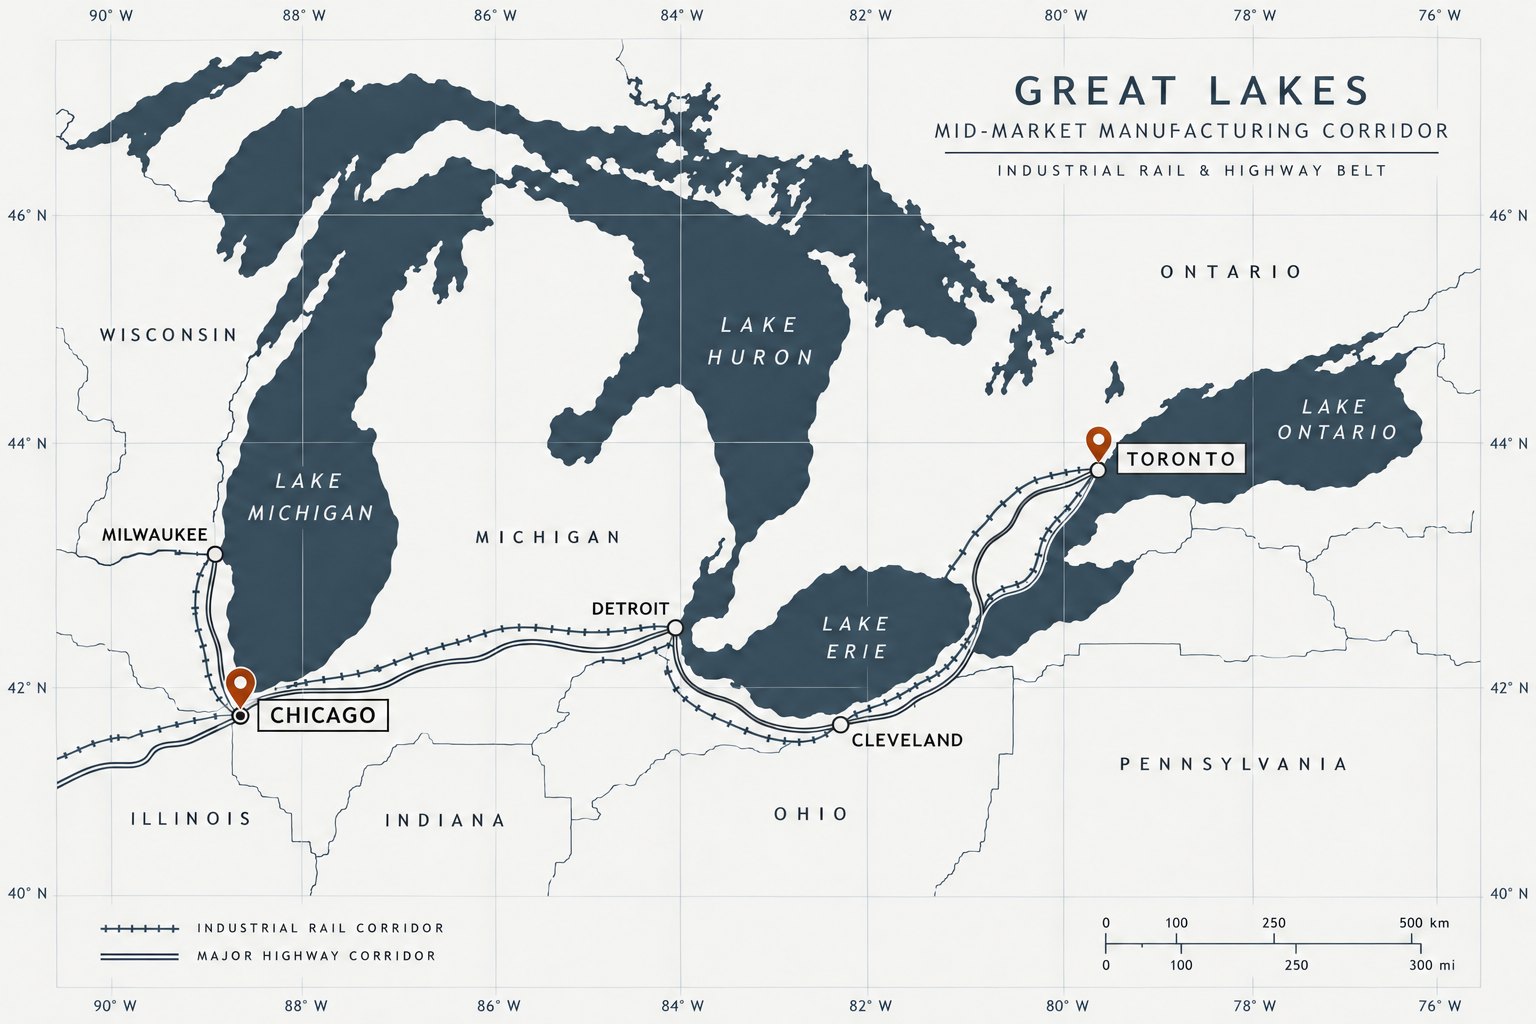 90° W 88° W 86° W 84° W 82° W 80° W 78° W 76° W
GREAT LAKES
MID-MARKET MANUFACTURING CORRIDOR
INDUSTRIAL RAIL & HIGHWAY BELT
46° N 46° N
ONTARIO
WISCONSIN
LAKE
HURON
LAKE
ONTARIO
44° N 44° N
TORONTO
LAKE
MICHIGAN
MILWAUKEE
MICHIGAN
DETROIT
LAKE
ERIE
42° N 42° N
CHICAGO
CLEVELAND
PENNSYLVANIA
ILLINOIS
INDIANA
OHIO
40° N 40° N
INDUSTRIAL RAIL CORRIDOR
MAJOR HIGHWAY CORRIDOR
0 100 250 500 km
0 100 250 300 mi
90° W 88° W 86° W 84° W 82° W 80° W 78° W 76° W